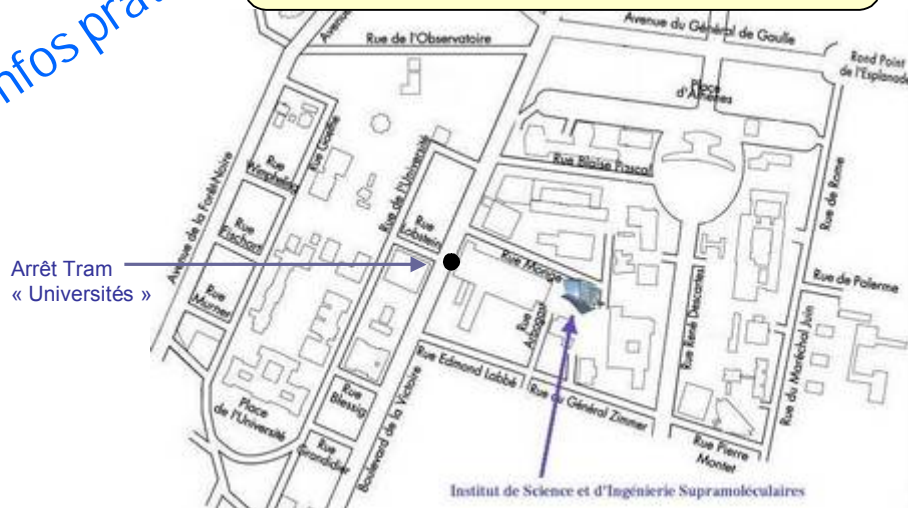 infos prat
Avenue du Général de Gaulle
Rue de l'Observatoire
Rond Point
de l'Esplanade
Place
d'Athènes
Rue Goethe
Rue
Wimpheling
Rue Blaise Pascal
Rue de l'Université
Rue de Rome
Avenue de la Forêt Noire
Rue
Fischart
Rue
Lobstein
Arrêt Tram
« Universités »
Rue Monge
Rue de Palerme
Rue
Murner
Rue
Arbogast
Rue René Descartes
Rue du Maréchal Juin
Rue Edmond Labbé
Rue du Général Zimmer
Rue
Blessig
Place
de l'Université
Boulevard de la Victoire
Rue
Grandidier
Rue Pierre
Montet
Institut de Science et d'Ingénierie Supramoléculaires